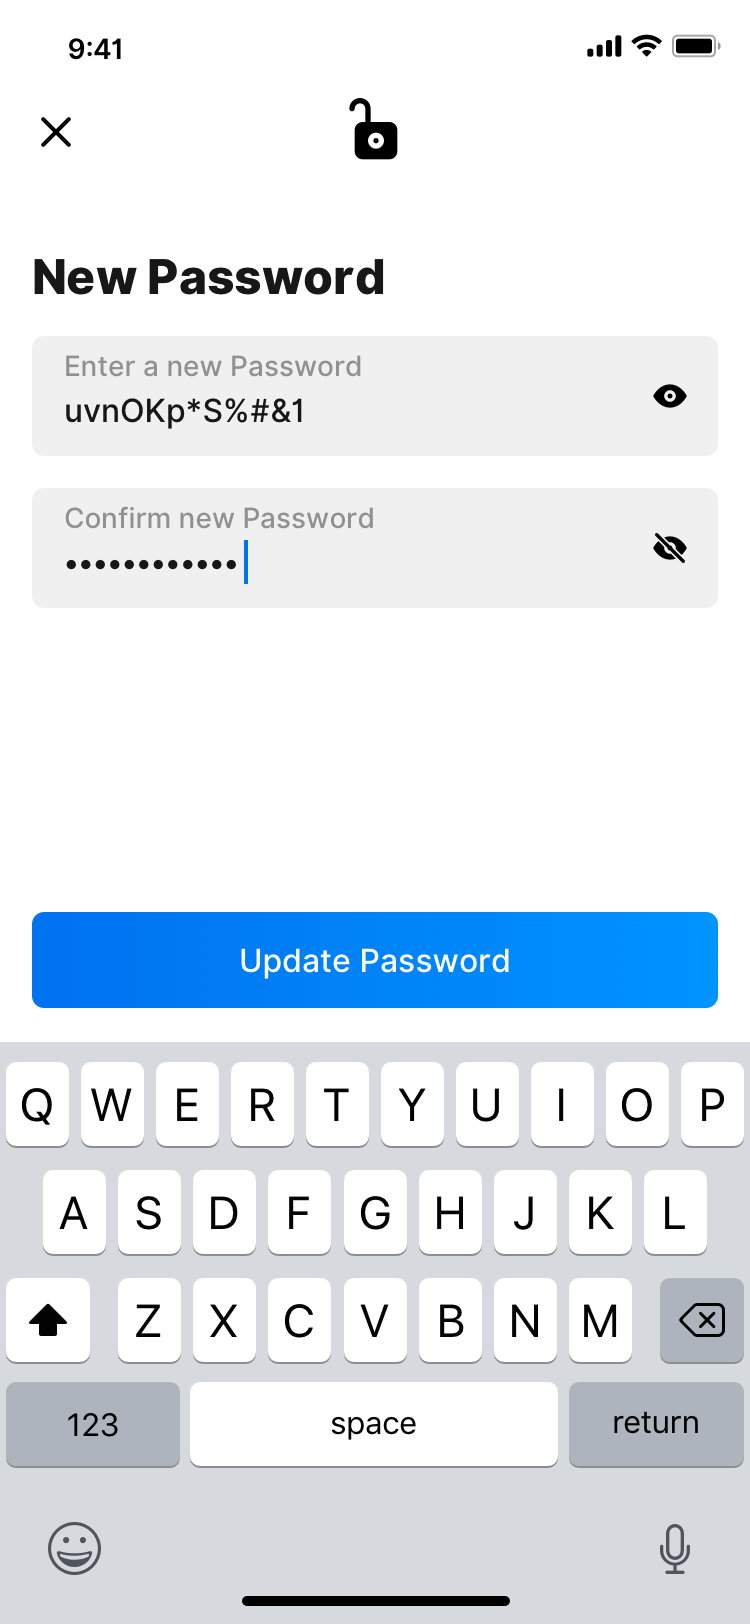 9:41
New Password
Enter a new Password
uvnOKp*S%#&1
Confirm new Password
••••••••••••
Update Password
Q W E R T Y U I O P
A S D F G H J K L
Z X C V B N M
123 space return